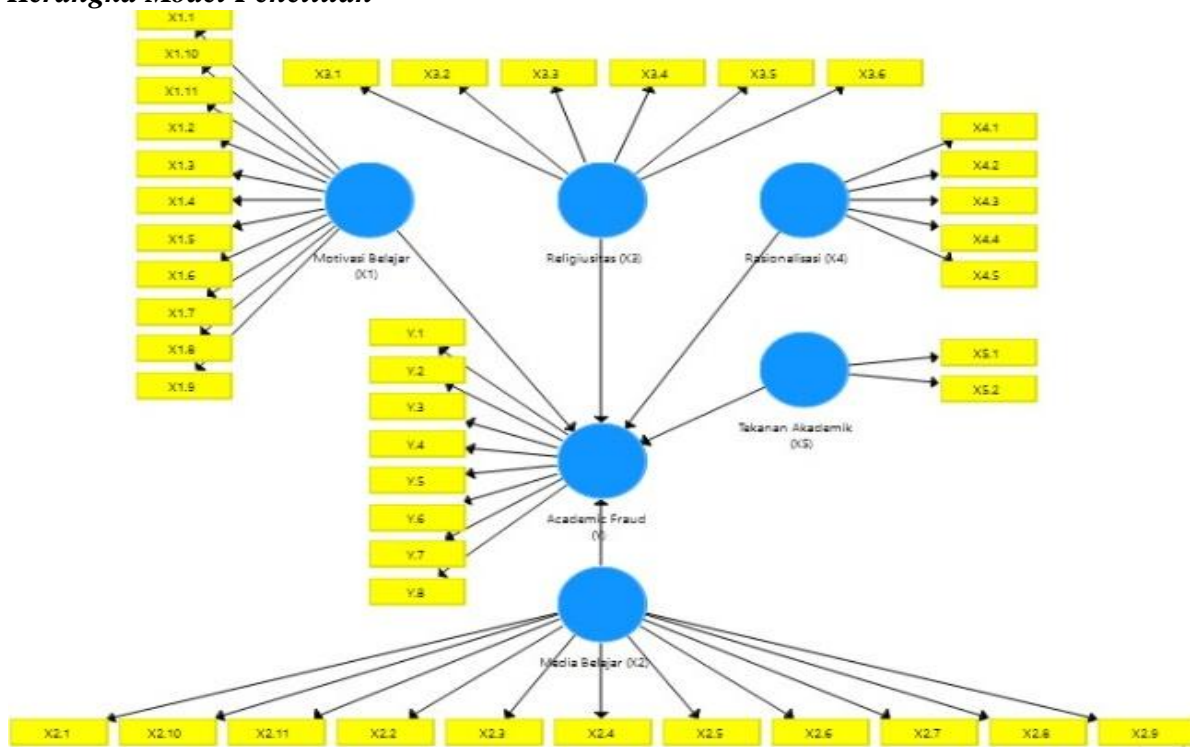 Kerangka Model Penelitian
X1.1
X1.10
X1.11
X1.2
X1.3
X1.4
X1.5
X1.6
X1.7
X1.8
X1.9
X3.1
X3.2
X3.3
X3.4
X3.5
X3.6
X4.1
X4.2
X4.3
X4.4
X4.5
Motivasi Belajar
(X1)
Religiusitas (X3)
Rasionalisasi (X4)
Y.1
Y.2
Y.3
Y.4
Y.5
Y.6
Y.7
Y.8
X5.1
X5.2
Tekanan Akademik
(X5)
Academic Fraud
(Y)
Media Belajar (X2)
X2.1
X2.10
X2.11
X2.2
X2.3
X2.4
X2.5
X2.6
X2.7
X2.8
X2.9